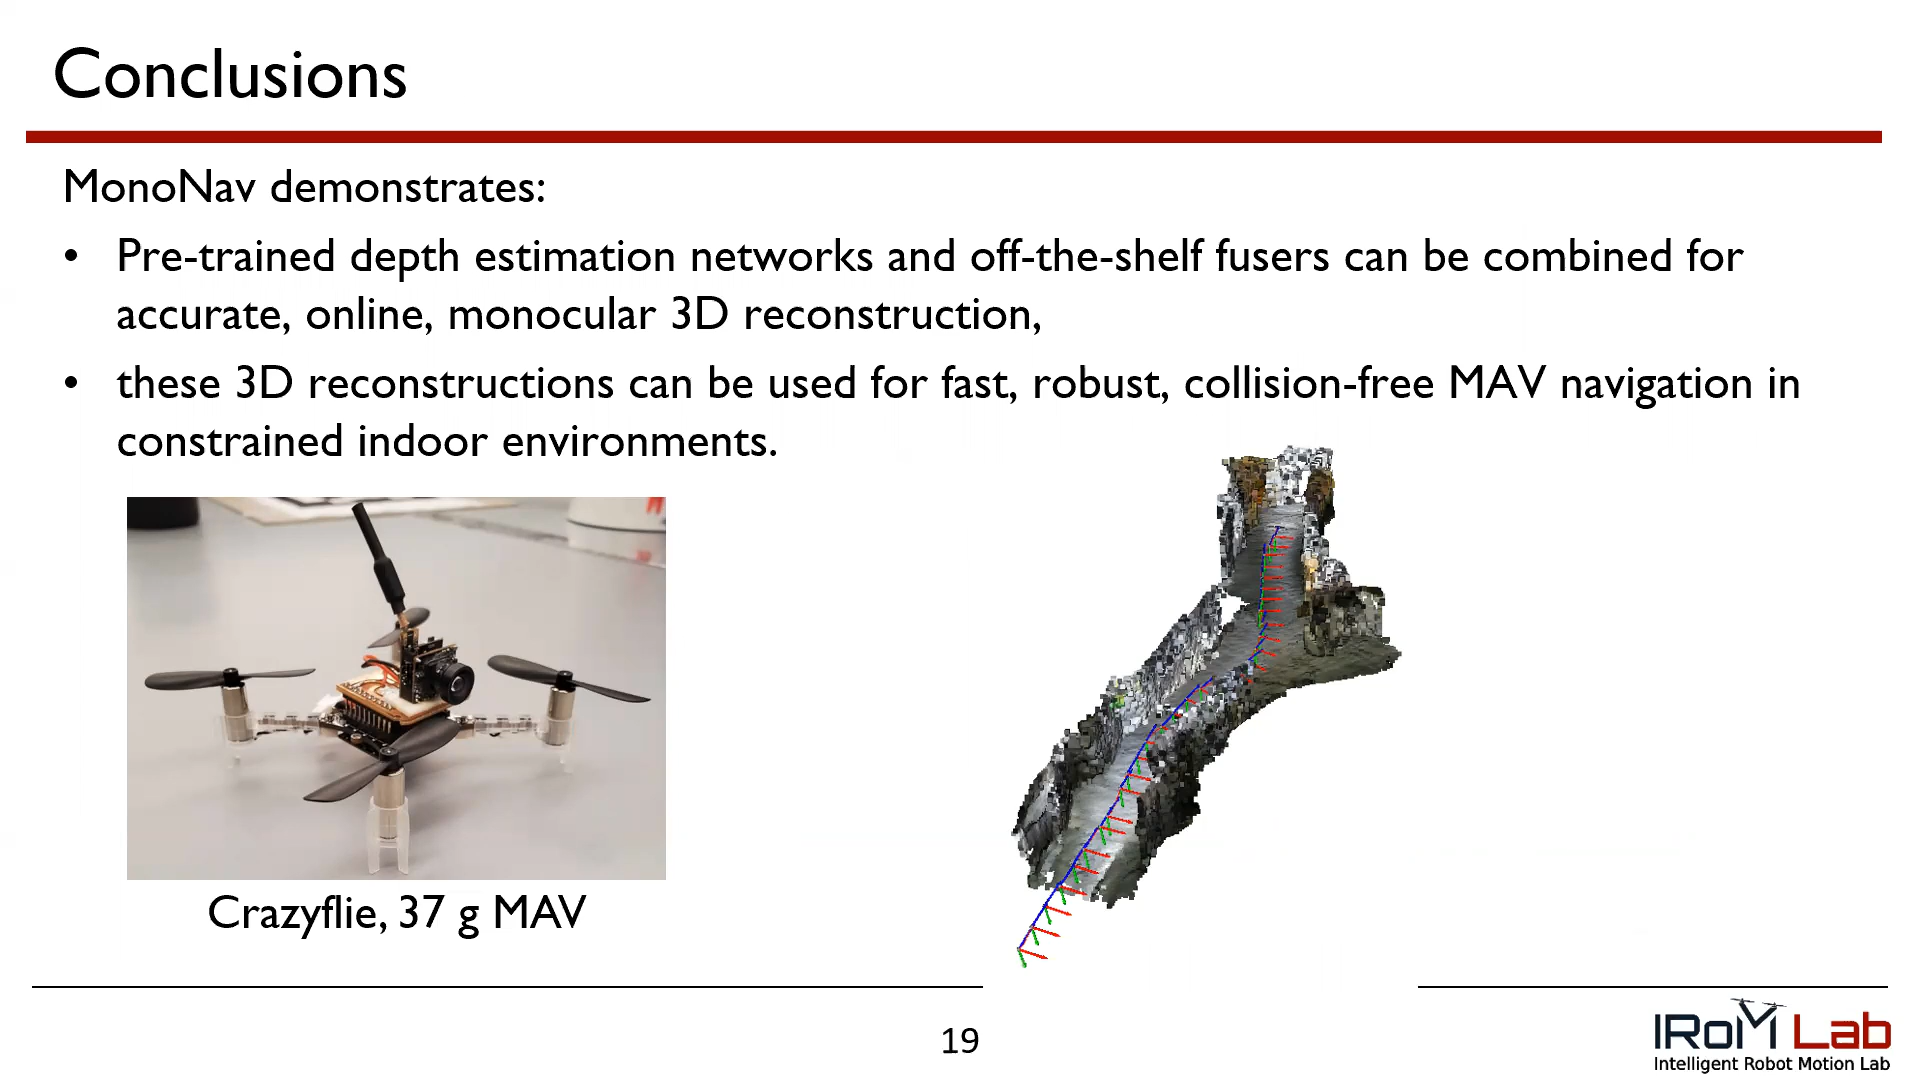 Conclusions
MonoNav demonstrates:
• Pre-trained depth estimation networks and off-the-shelf fusers can be combined for
accurate, online, monocular 3D reconstruction,
• these 3D reconstructions can be used for fast, robust, collision-free MAV navigation in
constrained indoor environments.
Crazyflie, 37 g MAV
19
IRoM Lab
Intelligent Robot Motion Lab